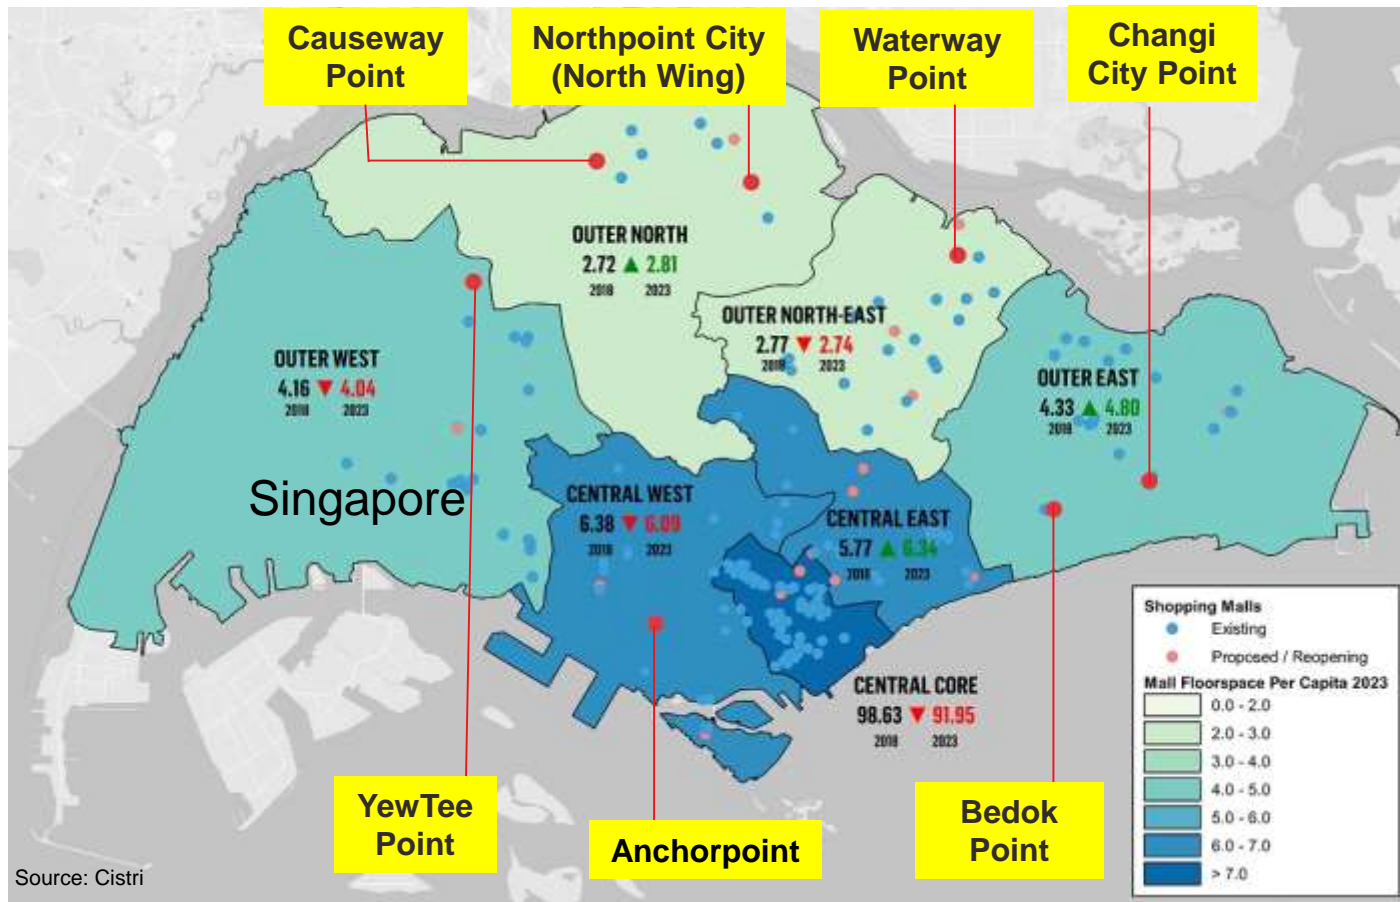 Causeway
Point
Northpoint City
(North Wing)
Waterway
Point
Changi
City Point
OUTER NORTH
2.72 ▲ 2.81
2018 2023
OUTER NORTH-EAST
2.77 ▼ 2.74
2018 2023
OUTER WEST
4.16 ▼ 4.04
2018 2023
OUTER EAST
4.33 ▲ 4.80
2018 2023
Singapore
CENTRAL WEST
6.38 ▼ 6.09
2018 2023
CENTRAL EAST
5.77 ▲ 6.34
2018 2023
CENTRAL CORE
98.63 ▼ 91.95
2018 2023
Shopping Malls
Existing
Proposed / Reopening
Mall Floorspace Per Capita 2023
0.0 - 2.0
2.0 - 3.0
3.0 - 4.0
4.0 - 5.0
5.0 - 6.0
6.0 - 7.0
> 7.0
YewTee
Point
Anchorpoint
Bedok
Point
Source: Cistri